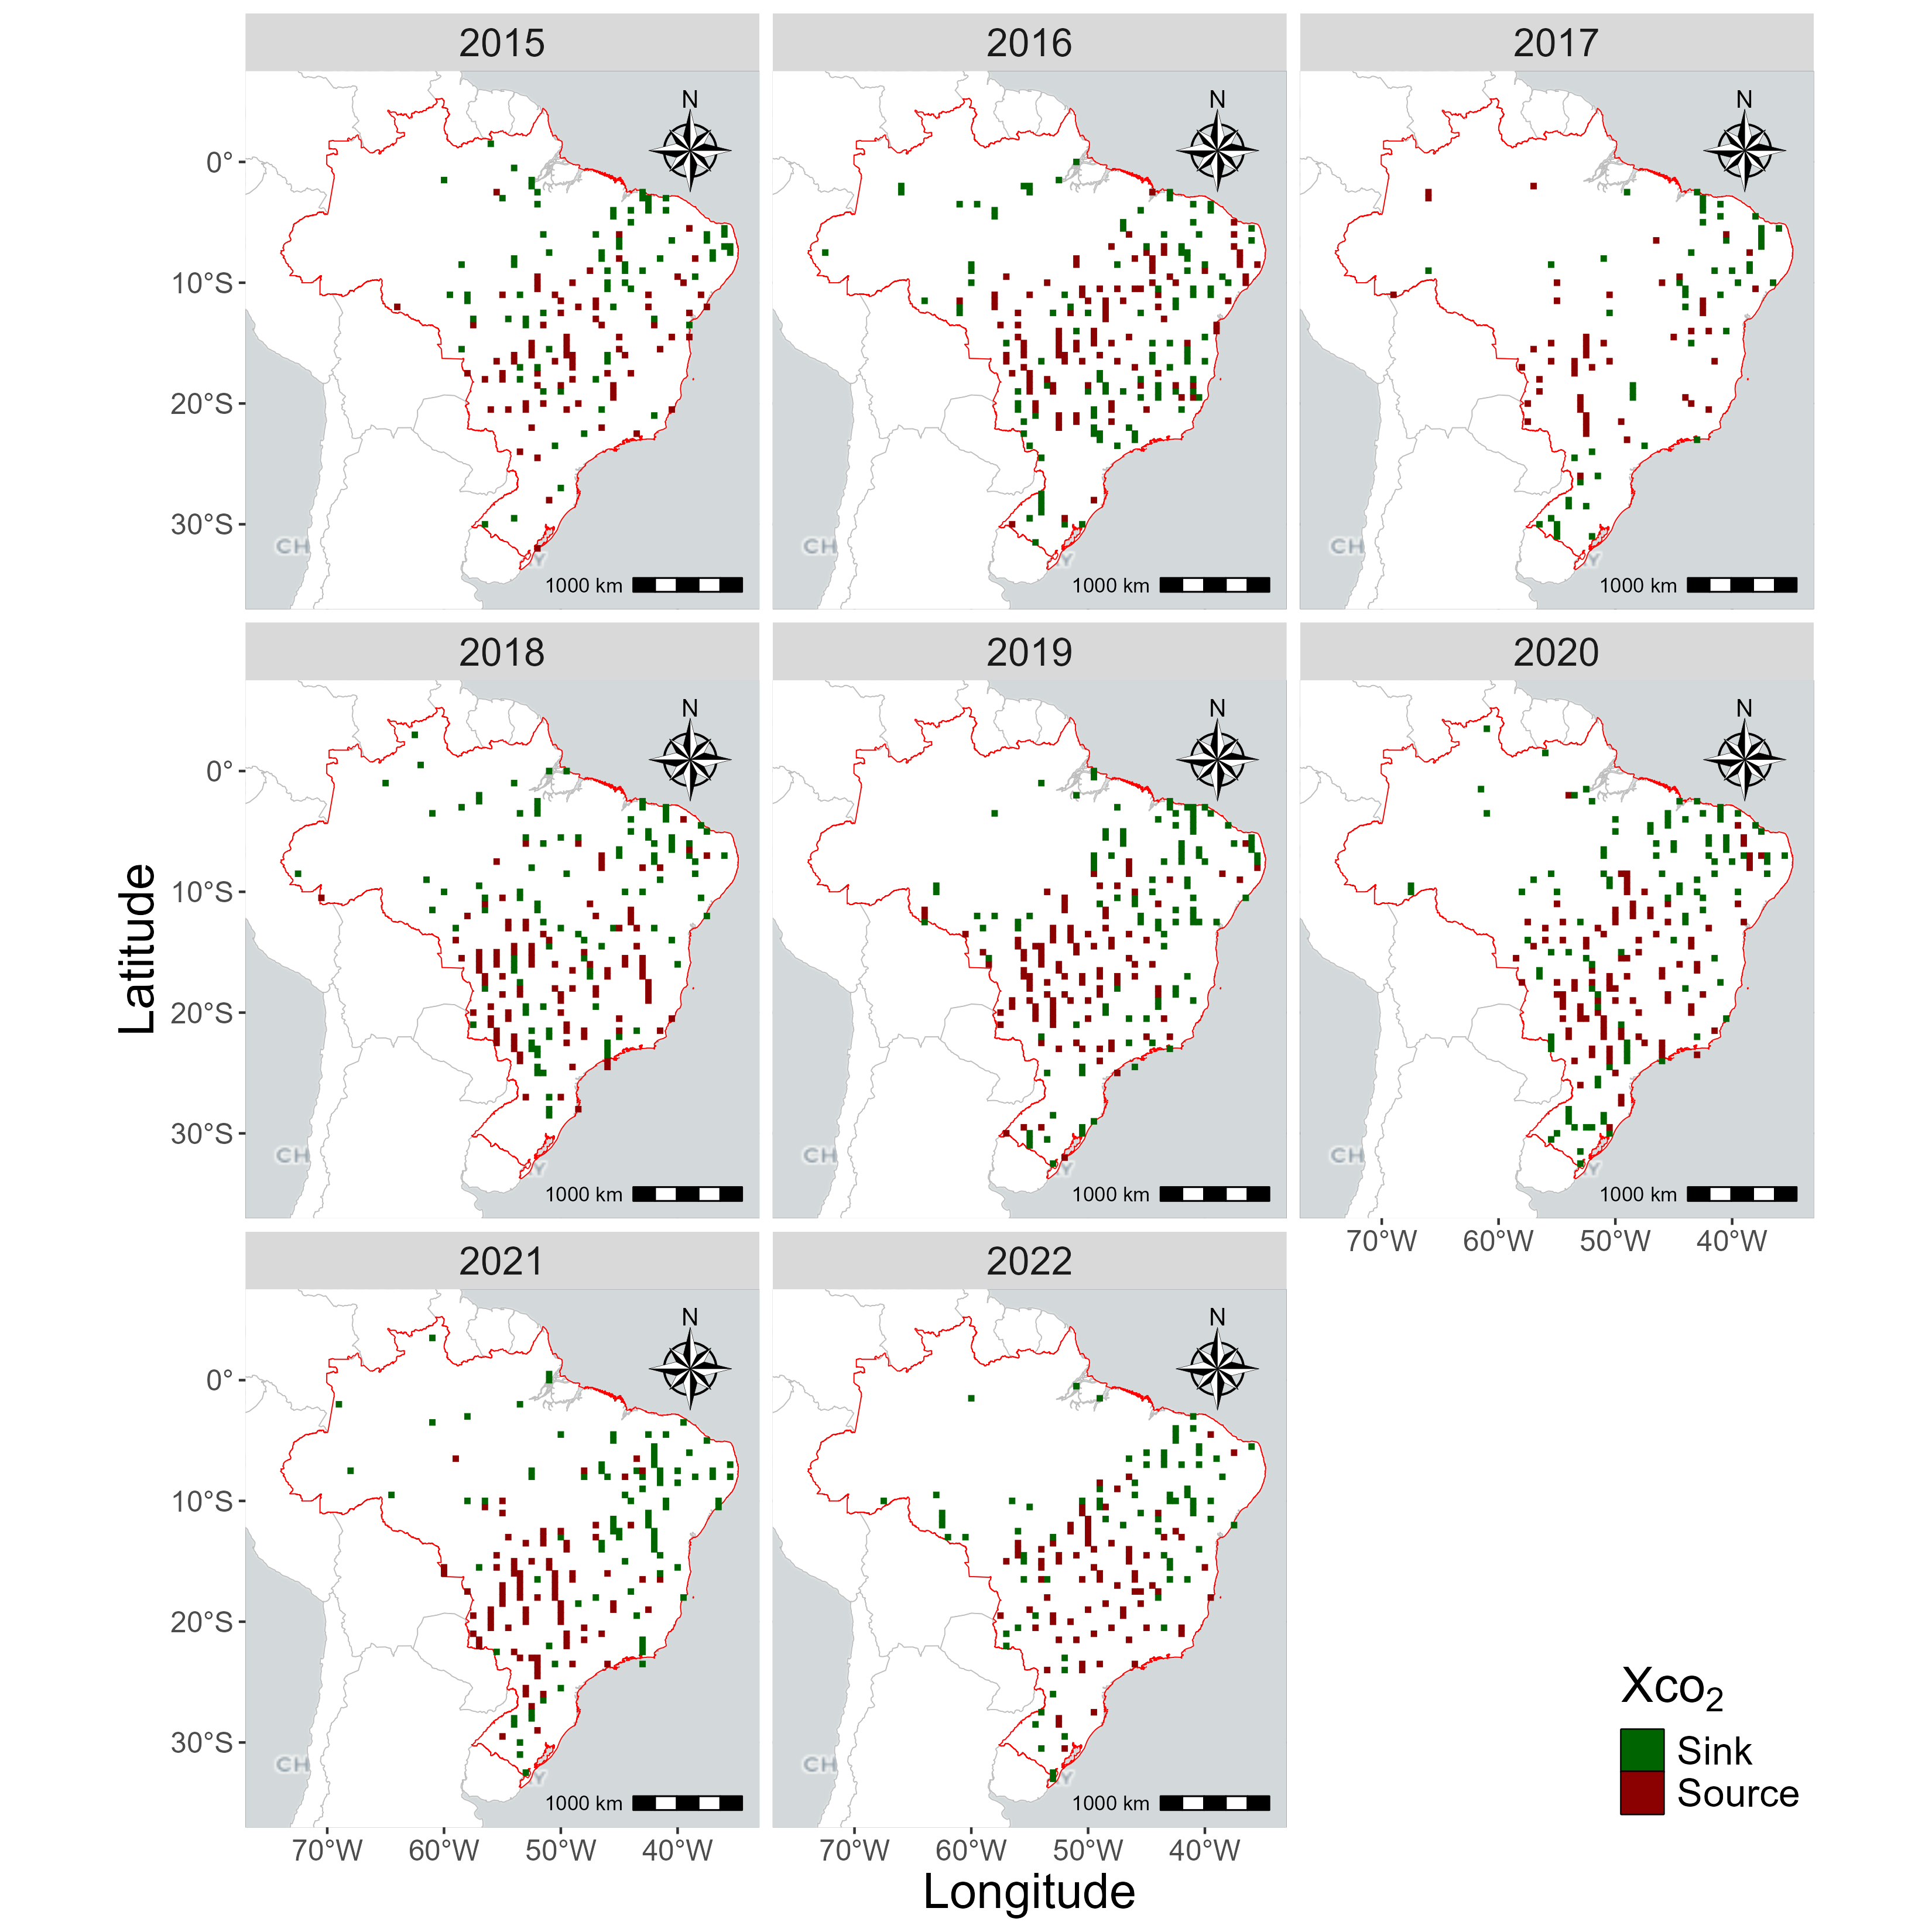 2015 2016 2017
N N N
0°
10°S
20°S
30°S
CH Y CH Y CH Y
1000 km 1000 km 1000 km
2018 2019 2020
N N N
0°
10°S
20°S
30°S
CH Y CH Y CH Y
1000 km 1000 km 1000 km
70°W 60°W 50°W 40°W
Latitude
2021 2022
N N
0°
10°S
20°S
30°S
CH Y CH Y
1000 km 1000 km
70°W 60°W 50°W 40°W 70°W 60°W 50°W 40°W
Longitude
Xco₂
Sink
Source